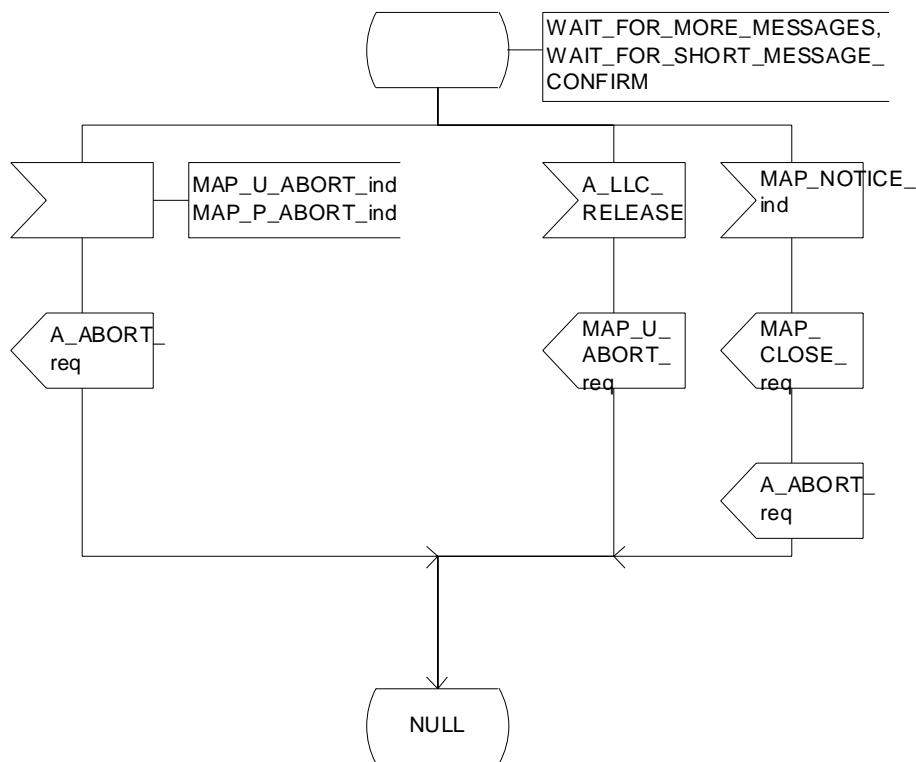 WAIT_FOR_MORE_MESSAGES,
WAIT_FOR_SHORT_MESSAGE_
CONFIRM
MAP_U_ABORT_ind
MAP_P_ABORT_ind
A_LLC_
RELEASE
MAP_NOTICE_
ind
A_ABORT_
req
MAP_U_
ABORT_
req
MAP_
CLOSE_
req
A_ABORT_
req
NULL